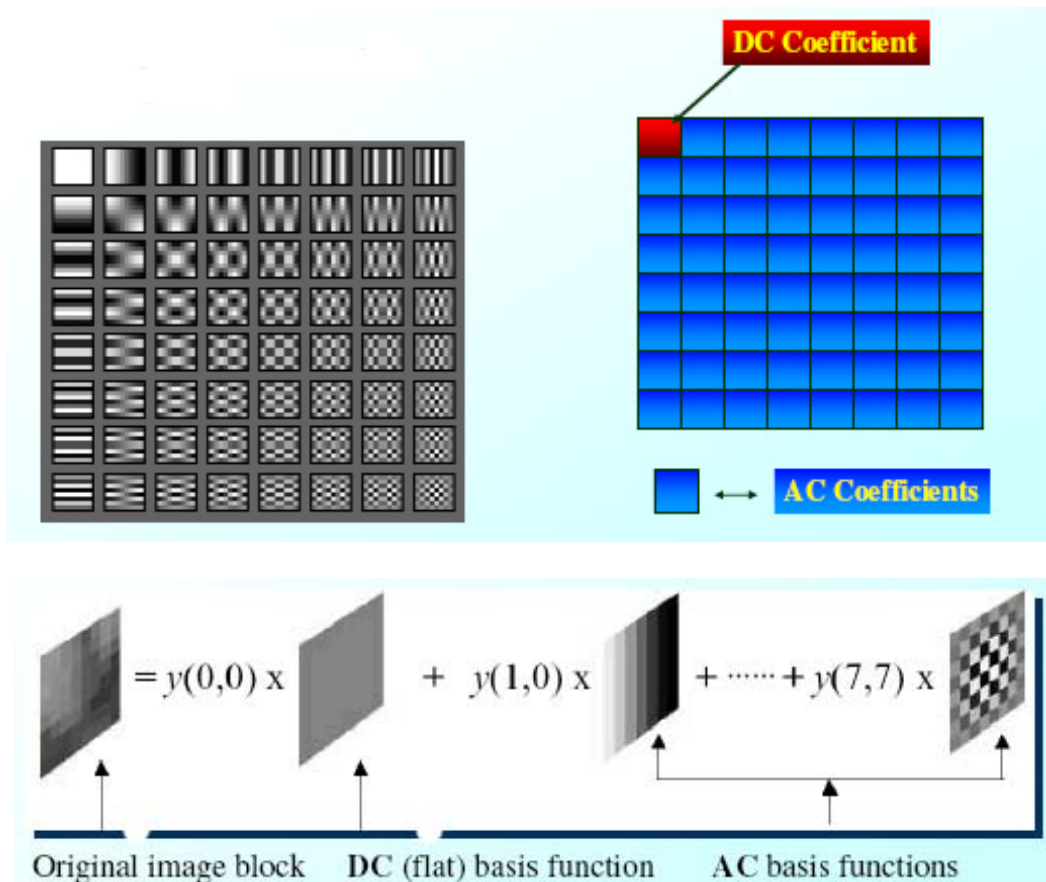 DC Coefficient
AC Coefficients
= y(0,0) x + y(1,0) x + ...... + y(7,7) x
Original image block DC (flat) basis function AC basis functions